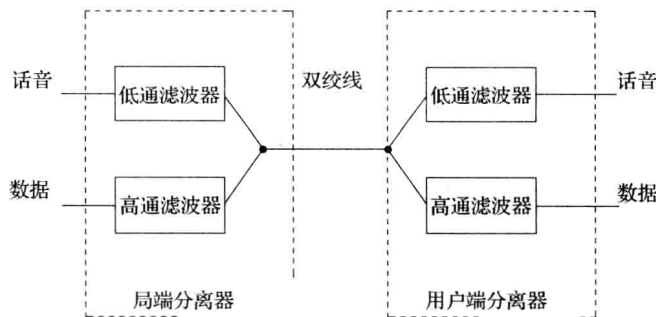 话音
低通滤波器
双绞线
低通滤波器
话音
数据
高通滤波器
高通滤波器
数据
局端分离器
用户端分离器